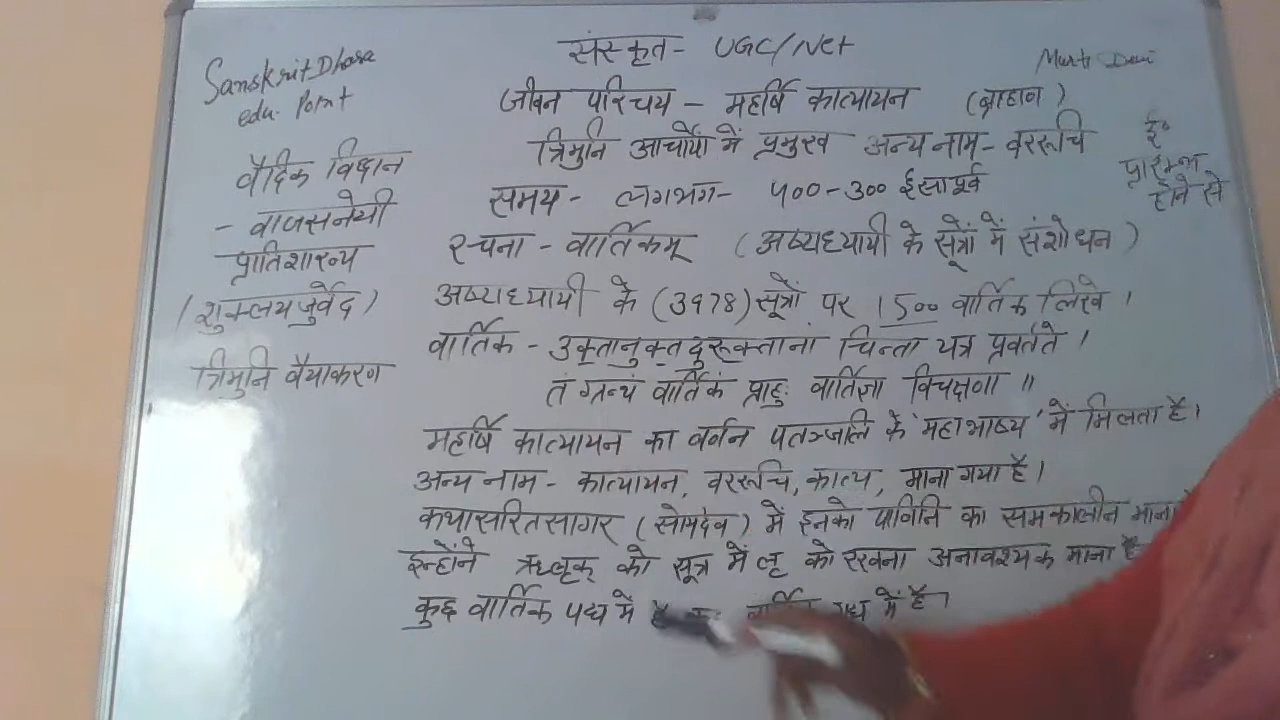 संस्कृत - UGC/Net
Sanskrit Dhara
edu. Point
Murti Devi
जीवन परिचय - महर्षि कात्यायन (ब्राह्मण)
त्रिमुनि आचार्यों में प्रमुख अन्य नाम - वररूचि
ई०
प्रारम्भ
होने से
समय - लगभग - ५००-३०० ईसापूर्व
रचना - वार्तिकम् (अष्टाध्यायी के सूत्रों में संशोधन)
अष्टाध्यायी के (3978) सूत्रों पर 1500 वार्तिक लिखे।
वार्तिक - उक्तानुक्त दुरूक्तानां चिन्ता यत्र प्रवर्तते।
तं ग्रन्थं वार्तिकं प्राहुः वार्तिज्ञा विचक्षणा॥
महर्षि कात्यायन का वर्णन पतञ्जलि के 'महाभाष्य' में मिलता है।
अन्य नाम - कात्यायन, वररूचि, कात्य, माना गया है।
कथासरितसागर (सोमदेव) में इनको पाणिनि का समकालीन माना
इन्होंने ऋलृक् को सूत्र में लृ को रखना अनावश्यक माना है
कुछ वार्तिक पद्य में है वार्तिक गद्य में है।
वैदिक विद्वान
- वाजसनेयी
प्रातिशाख्य
(शुक्लयजुर्वेद)
त्रिमुनि वैयाकरण